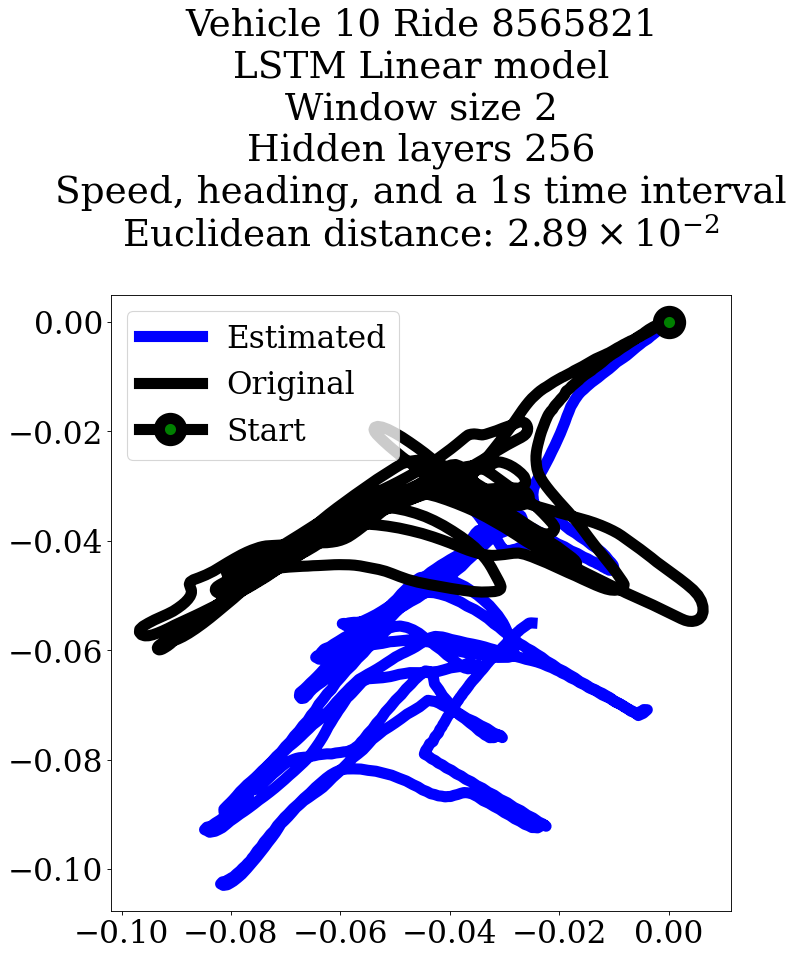 Vehicle 10 Ride 8565821
LSTM Linear model
Window size 2
Hidden layers 256
Speed, heading, and a 1s time interval
Euclidean distance: 2.89 × 10⁻²
Estimated
Original
Start
0.00
−0.02
−0.04
−0.06
−0.08
−0.10
−0.10 −0.08 −0.06 −0.04 −0.02 0.00